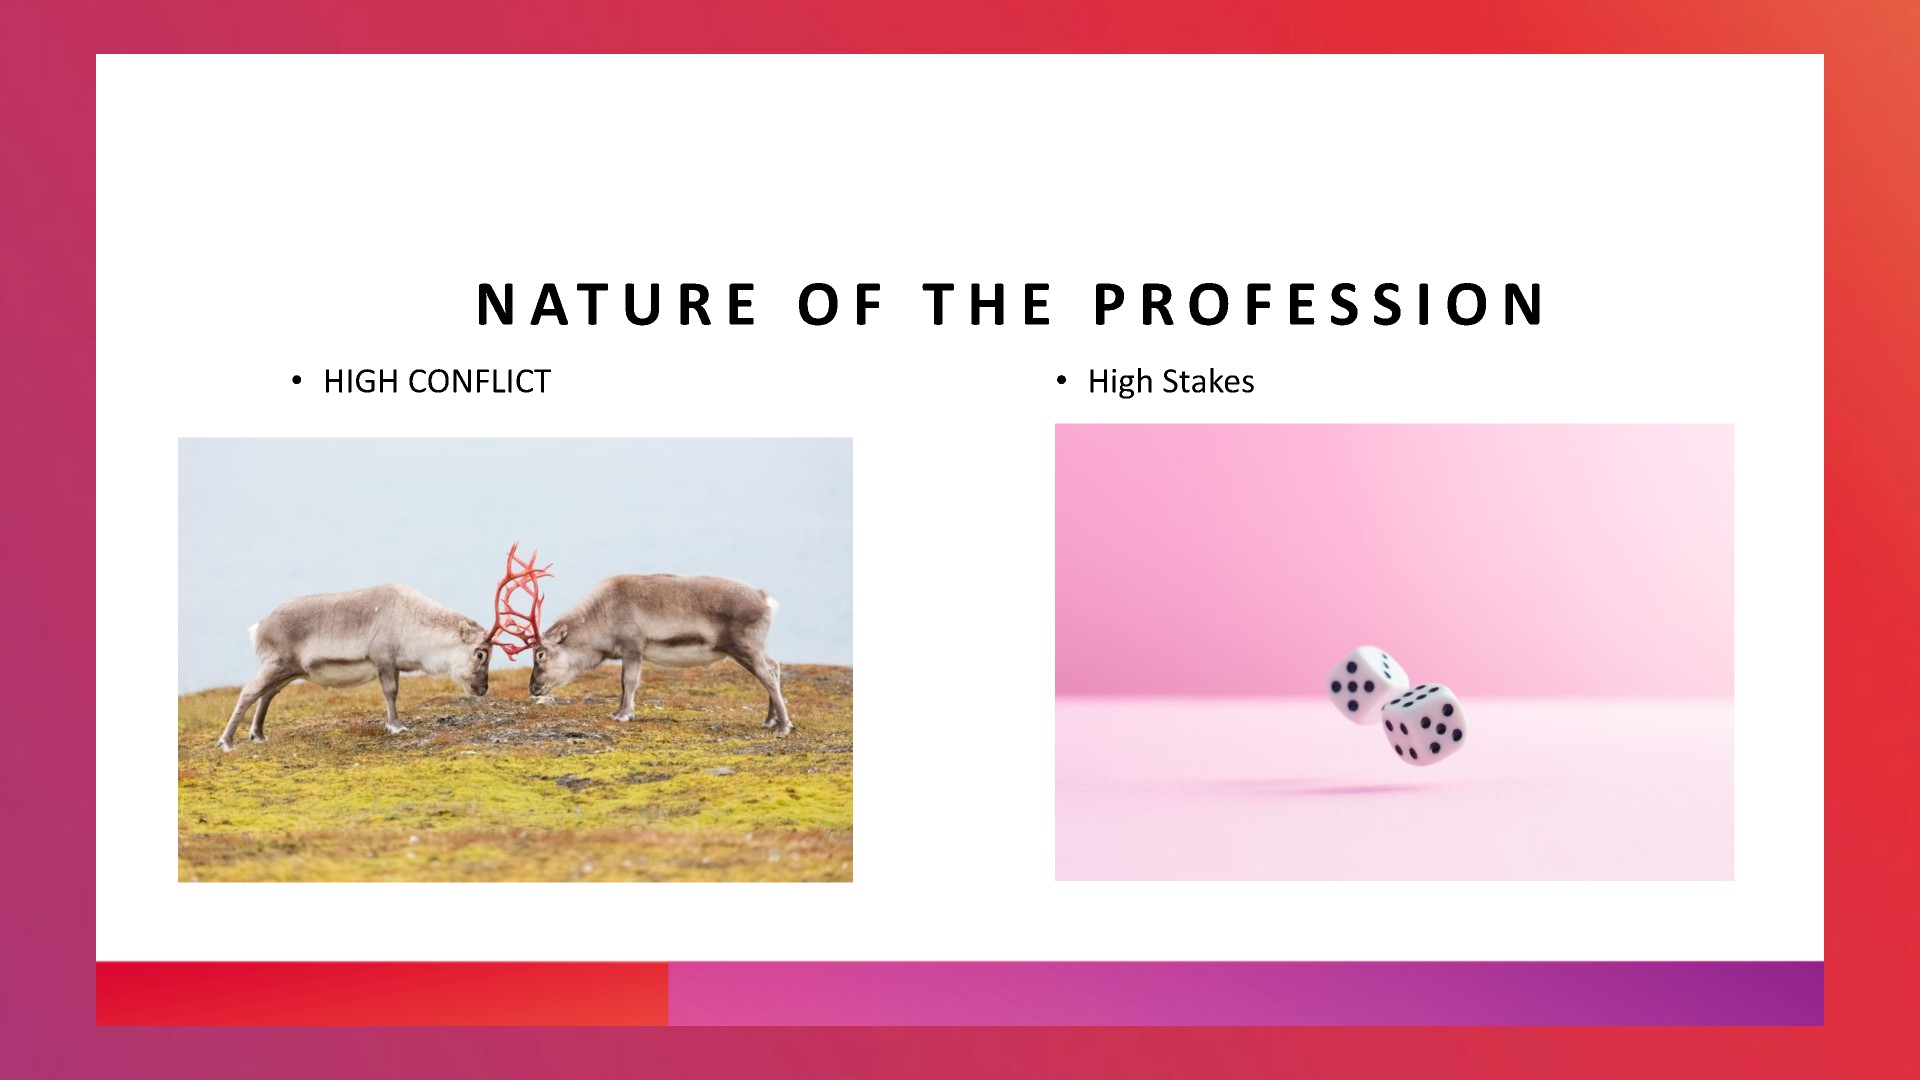 NATURE OF THE PROFESSION
• HIGH CONFLICT
• High Stakes